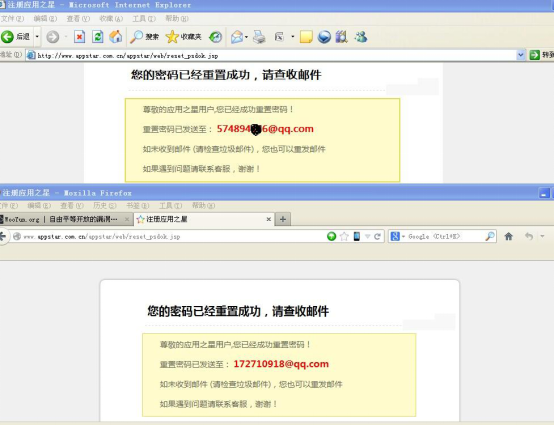 注册应用之星 - Microsoft Internet Explorer
文件(F) 编辑(E) 查看(V) 收藏(A) 工具(T) 帮助(H)
后退 搜索 收藏夹
地址(D) http://www.appstar.com.cn/appstar/web/reset_psdok.jsp 转到
您的密码已经重置成功，请查收邮件
尊敬的应用之星用户,您已经成功重置密码！
重置密码已发送至： 574894 6@qq.com
如未收到邮件 (请检查垃圾邮件)，您也可以重发邮件
如果遇到问题请联系客服，谢谢！
注册应用之星 - Mozilla Firefox
文件(F) 编辑(E) 查看(V) 历史(S) 书签(B) 工具(T) 帮助(H)
WooYun.org | 自由平等开放的漏洞… × 注册应用之星 × +
www.appstar.com.cn/appstar/web/reset_psdok.jsp Google <Ctrl+K>
您的密码已经重置成功，请查收邮件
尊敬的应用之星用户,您已经成功重置密码！
重置密码已发送至： 172710918@qq.com
如未收到邮件 (请检查垃圾邮件)，您也可以重发邮件
如果遇到问题请联系客服，谢谢！